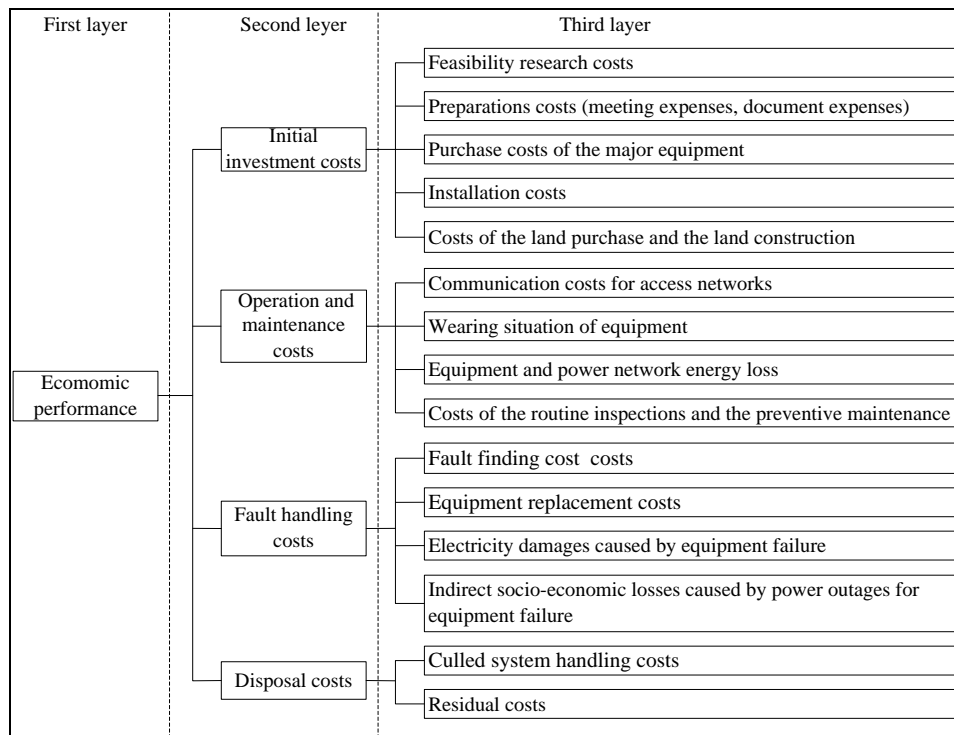 First layer
Second leyer
Third layer
Ecomomic
performance
Initial
investment costs
Feasibility research costs
Preparations costs (meeting expenses, document expenses)
Purchase costs of the major equipment
Installation costs
Costs of the land purchase and the land construction
Operation and
maintenance
costs
Communication costs for access networks
Wearing situation of equipment
Equipment and power network energy loss
Costs of the routine inspections and the preventive maintenance
Fault handling
costs
Fault finding cost costs
Equipment replacement costs
Electricity damages caused by equipment failure
Indirect socio-economic losses caused by power outages for
equipment failure
Disposal costs
Culled system handling costs
Residual costs